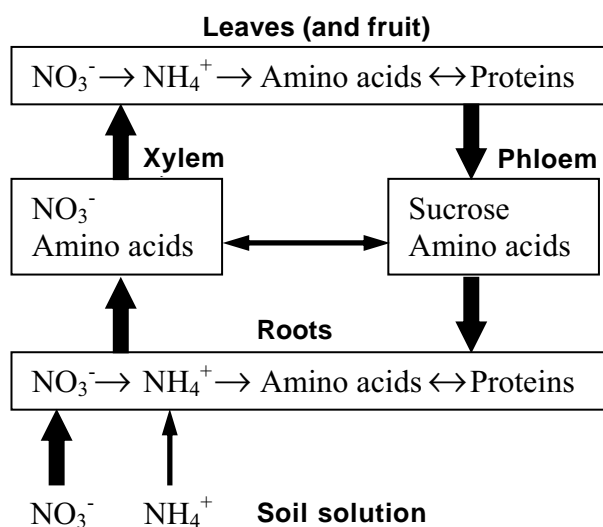 Leaves (and fruit)
NO₃⁻ → NH₄⁺ → Amino acids ↔ Proteins
Xylem
Phloem
NO₃⁻
Amino acids
Sucrose
Amino acids
Roots
NO₃⁻ → NH₄⁺ → Amino acids ↔ Proteins
NO₃⁻ NH₄⁺ Soil solution